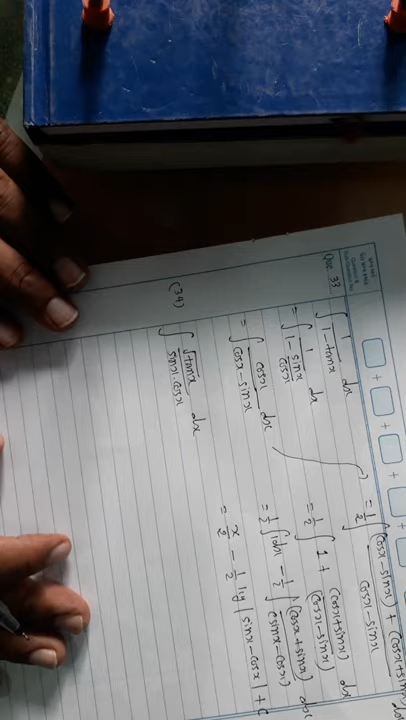 Que. 33. ∫ 1/(1-tanx) dx
= ∫ 1/(1 - sinx/cosx) dx
= ∫ cosx/(cosx-sinx) dx
= 1/2 ∫ ((cosx-sinx) + (cosx+sinx))/(cosx-sinx) dx
= 1/2 ∫ 1 + (cosx+sinx)/(cosx-sinx) dx
= 1/2 ∫ 1dx - 1/2 ∫ (cosx+sinx)/(sinx-cosx) dx
= x/2 - 1/2 log | sinx-cosx | + c
(34) ∫ √tanx/(sinx.cosx) dx